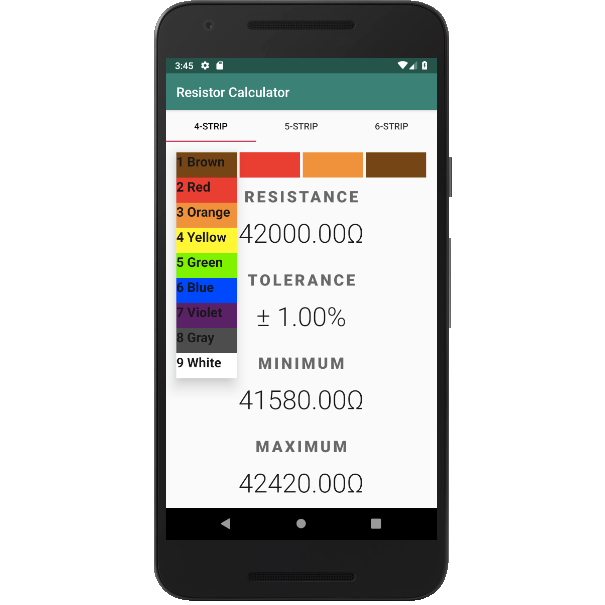 3:45
Resistor Calculator
4-STRIP 5-STRIP 6-STRIP
1 Brown
2 Red
3 Orange
4 Yellow
5 Green
6 Blue
7 Violet
8 Gray
9 White
RESISTANCE
42000.00Ω
TOLERANCE
± 1.00%
MINIMUM
41580.00Ω
MAXIMUM
42420.00Ω